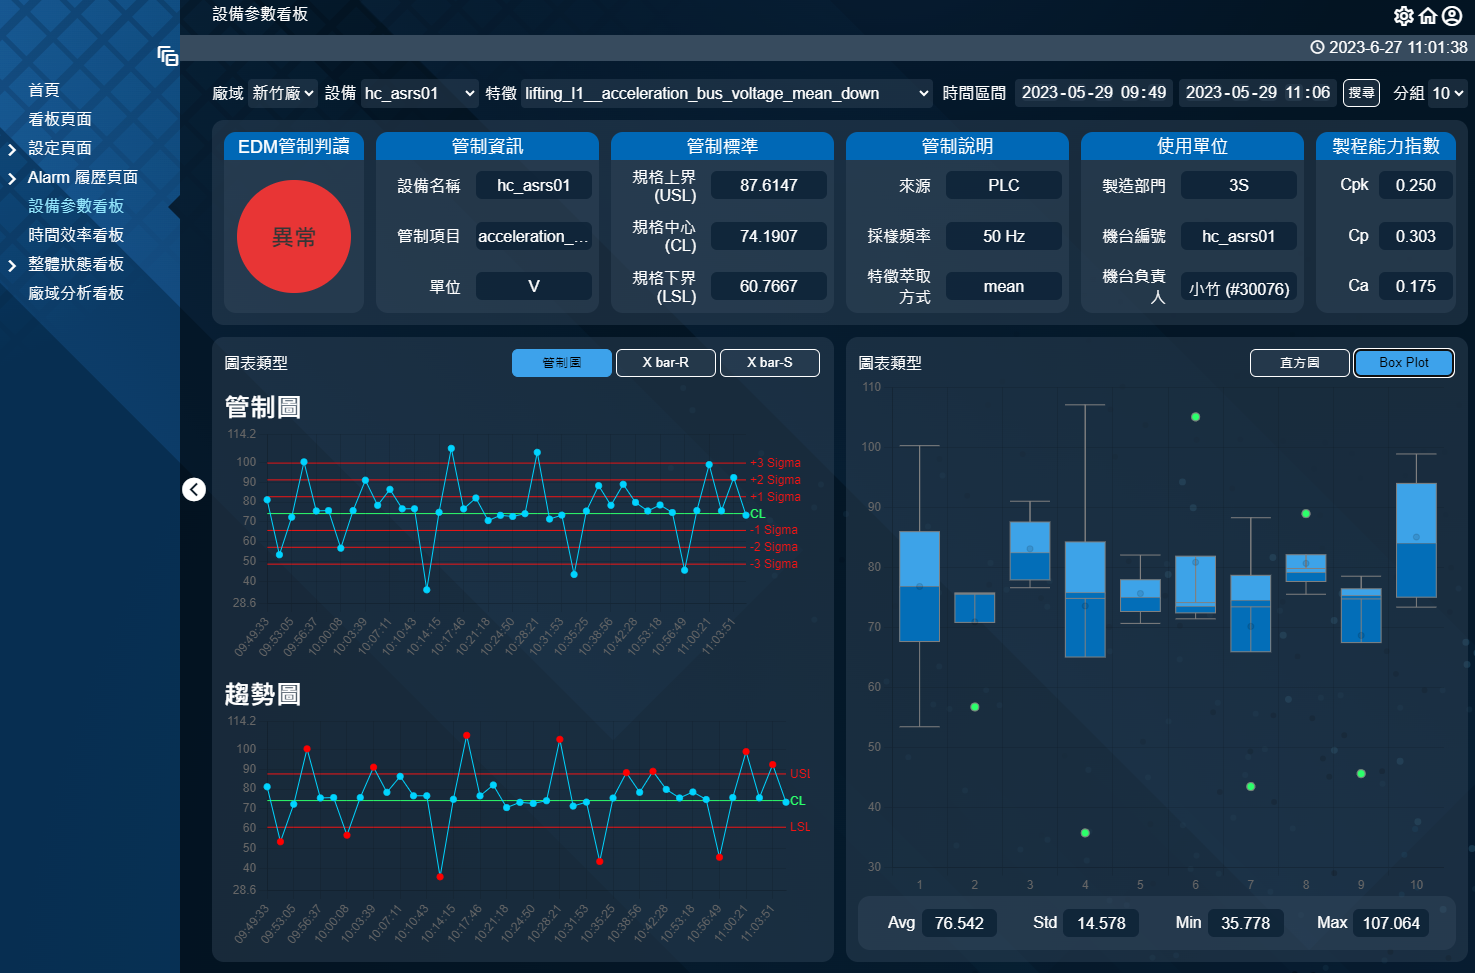 設備參數看板
2023-6-27 11:01:38
首頁
看板頁面
設定頁面
Alarm 履歷頁面
設備參數看板
時間效率看板
整體狀態看板
廠域分析看板
廠域 新竹廠 設備 hc_asrs01 特徵 lifting_l1__acceleration_bus_voltage_mean_down 時間區間 2023-05-29 09:49 2023-05-29 11:06 搜尋 分組 10
EDM管制判讀
異常
管制資訊
設備名稱 hc_asrs01
管制項目 acceleration_...
單位 V
管制標準
規格上界
(USL) 87.6147
規格中心
(CL) 74.1907
規格下界
(LSL) 60.7667
管制說明
來源 PLC
採樣頻率 50 Hz
特徵萃取
方式 mean
使用單位
製造部門 3S
機台編號 hc_asrs01
機台負責
人 小竹 (#30076)
製程能力指數
Cpk 0.250
Cp 0.303
Ca 0.175
圖表類型 管制圖 X bar-R X bar-S
管制圖
114.2
100
90
80
70
60
50
40
28.6
+3 Sigma
+2 Sigma
+1 Sigma
CL
-1 Sigma
-2 Sigma
-3 Sigma
09:49:33 09:53:05 09:56:37 10:00:08 10:03:39 10:07:11 10:10:43 10:14:15 10:17:46 10:21:18 10:24:50 10:28:21 10:31:53 10:35:25 10:38:56 10:42:28 10:53:18 10:56:49 11:00:21 11:03:51
趨勢圖
114.2
100
90
80
70
60
50
40
28.6
USL
CL
LSL
09:49:33 09:53:05 09:56:37 10:00:08 10:03:39 10:07:11 10:10:43 10:14:15 10:17:46 10:21:18 10:24:50 10:28:21 10:31:53 10:35:25 10:38:56 10:42:28 10:53:18 10:56:49 11:00:21 11:03:51
圖表類型 直方圖 Box Plot
110
100
90
80
70
60
50
40
30
1 2 3 4 5 6 7 8 9 10
Avg 76.542 Std 14.578 Min 35.778 Max 107.064